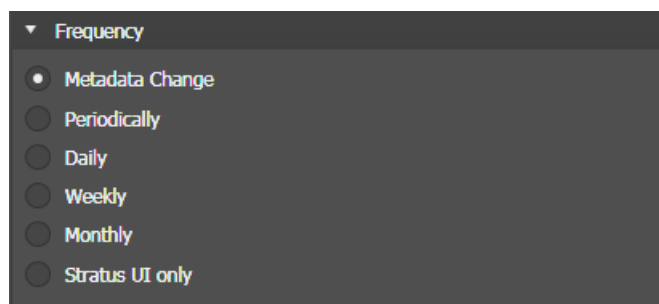 Frequency
Metadata Change
Periodically
Daily
Weekly
Monthly
Stratus UI only